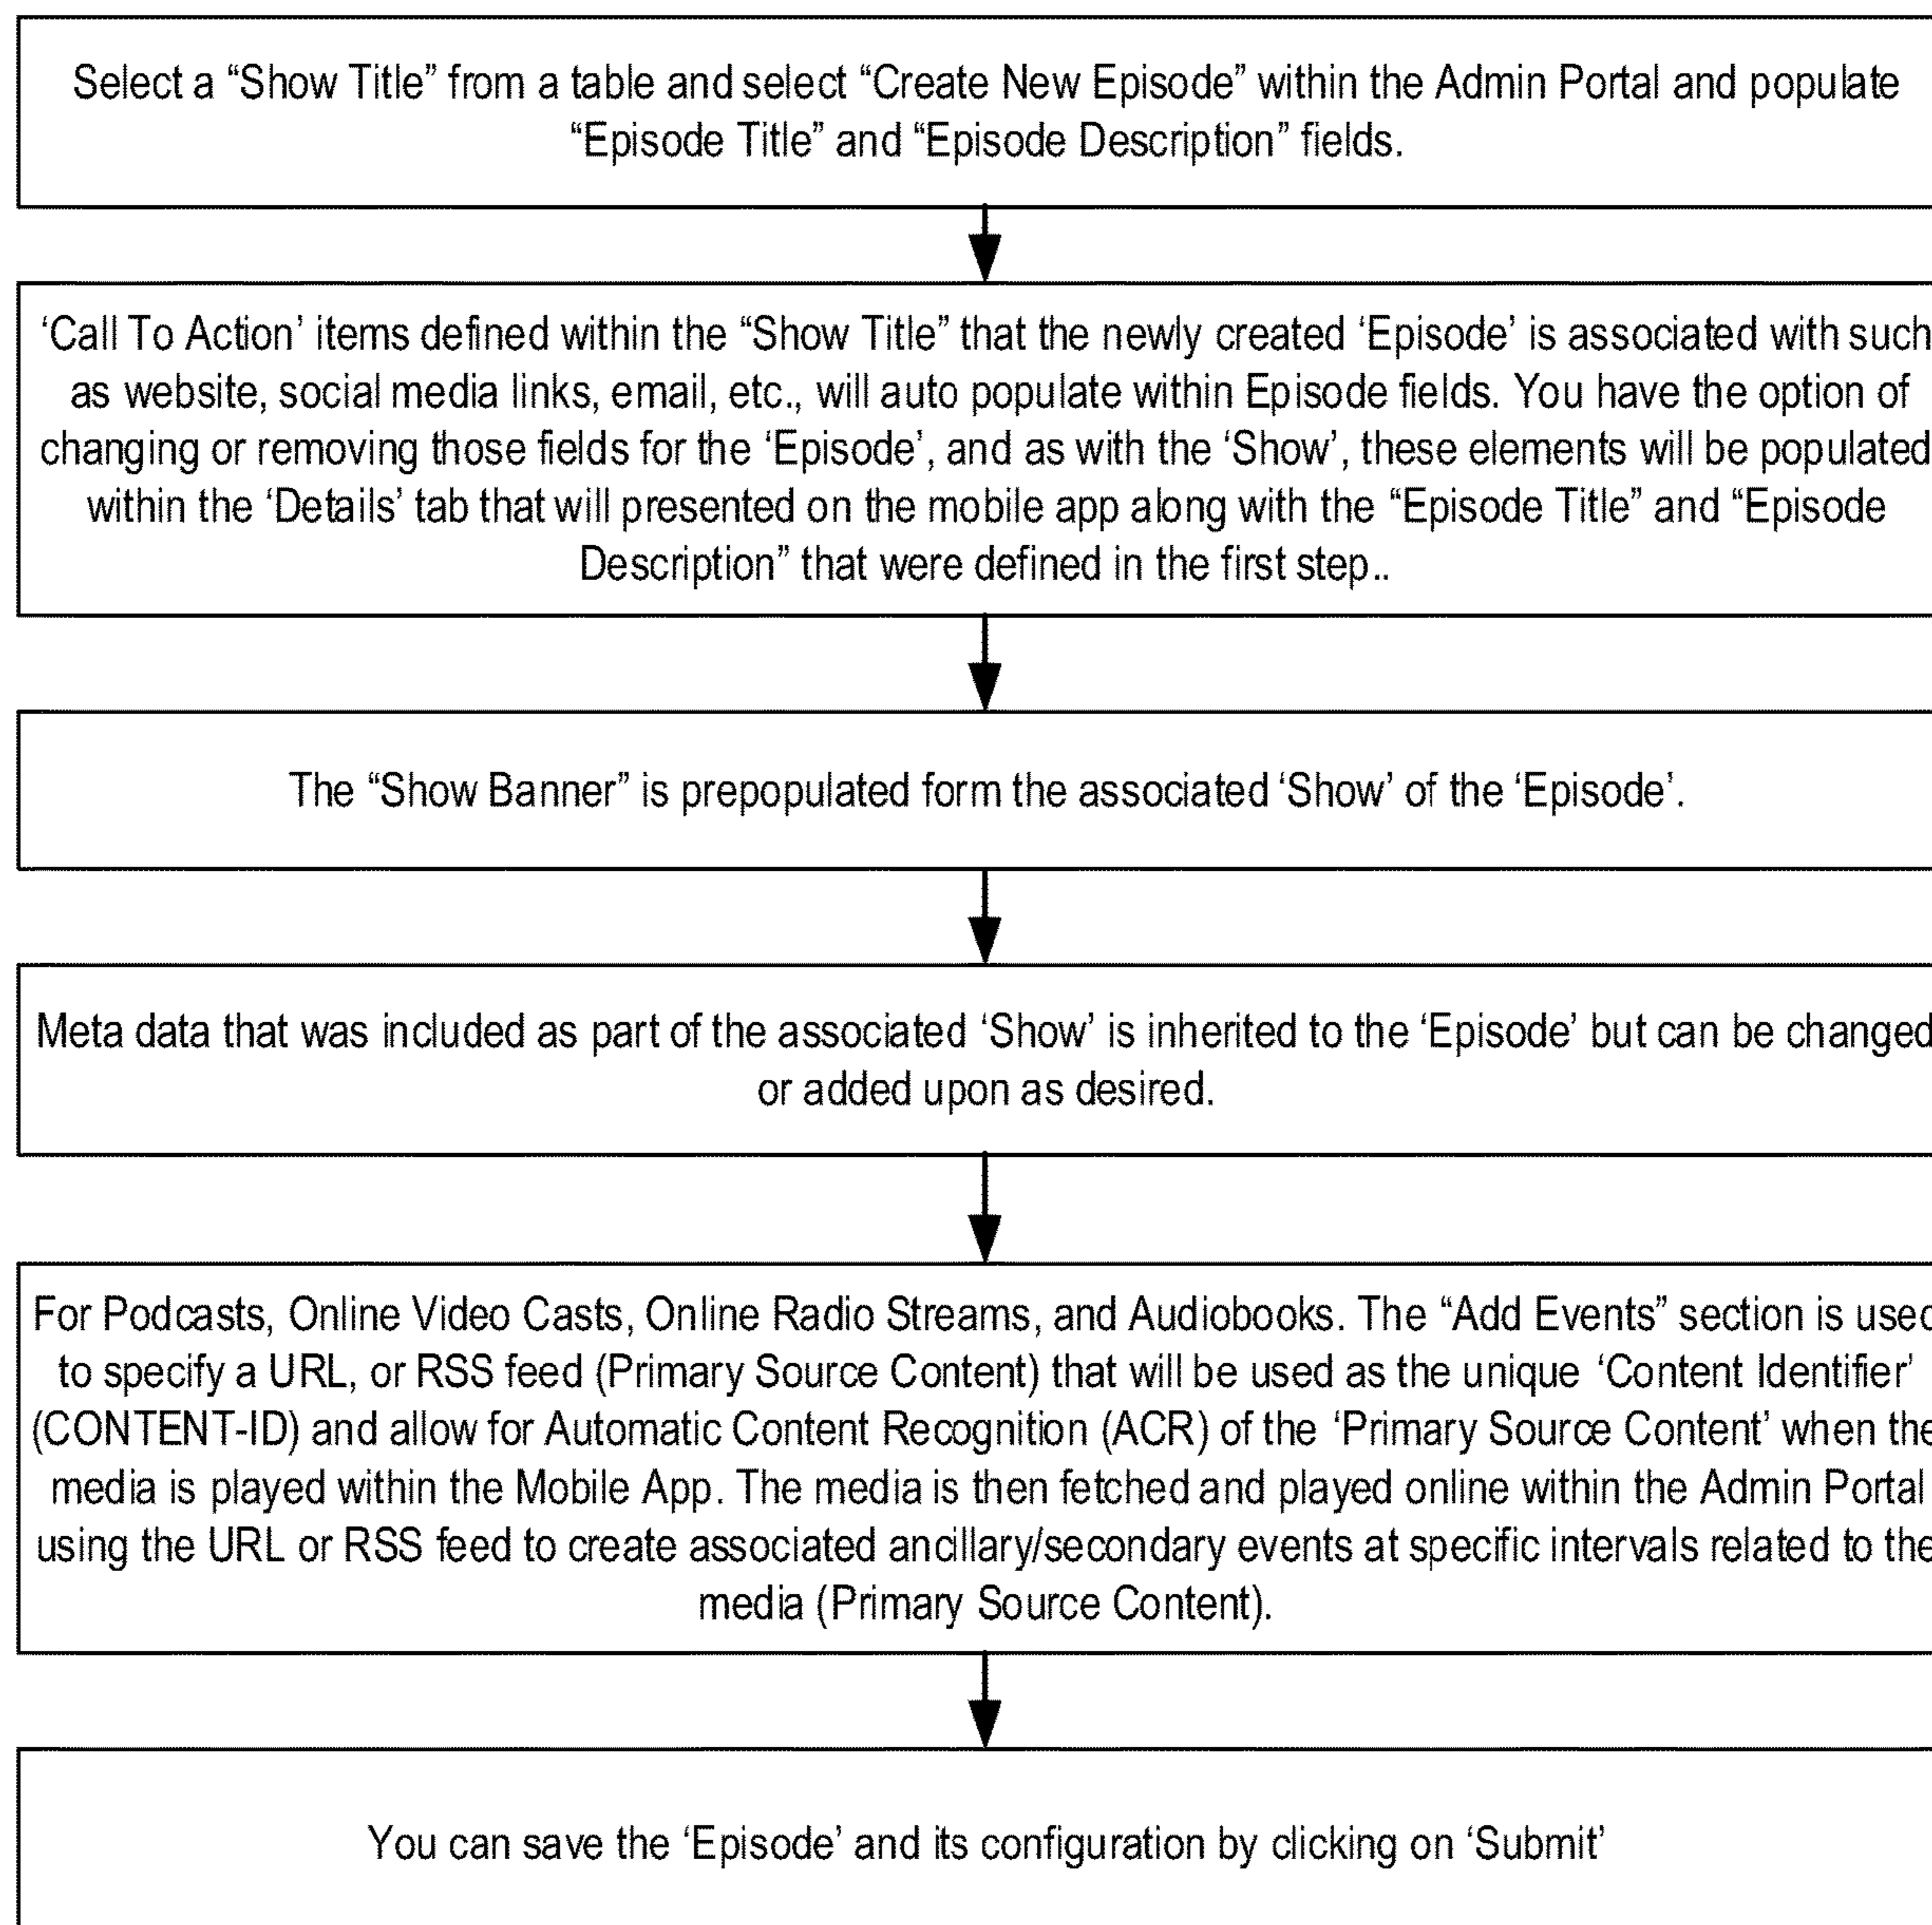 Select a “Show Title” from a table and select “Create New Episode” within the Admin Portal and populate
“Episode Title” and “Episode Description” fields.
‘Call To Action’ items defined within the “Show Title” that the newly created ‘Episode’ is associated with such
as website, social media links, email, etc., will auto populate within Episode fields. You have the option of
changing or removing those fields for the ‘Episode’, and as with the ‘Show’, these elements will be populated
within the ‘Details’ tab that will presented on the mobile app along with the “Episode Title” and “Episode
Description” that were defined in the first step..
The “Show Banner” is prepopulated form the associated ‘Show’ of the ‘Episode’.
Meta data that was included as part of the associated ‘Show’ is inherited to the ‘Episode’ but can be changed
or added upon as desired.
For Podcasts, Online Video Casts, Online Radio Streams, and Audiobooks. The “Add Events” section is used
to specify a URL, or RSS feed (Primary Source Content) that will be used as the unique ‘Content Identifier’
(CONTENT-ID) and allow for Automatic Content Recognition (ACR) of the ‘Primary Source Content’ when the
media is played within the Mobile App. The media is then fetched and played online within the Admin Portal
using the URL or RSS feed to create associated ancillary/secondary events at specific intervals related to the
media (Primary Source Content).
You can save the ‘Episode’ and its configuration by clicking on ‘Submit’